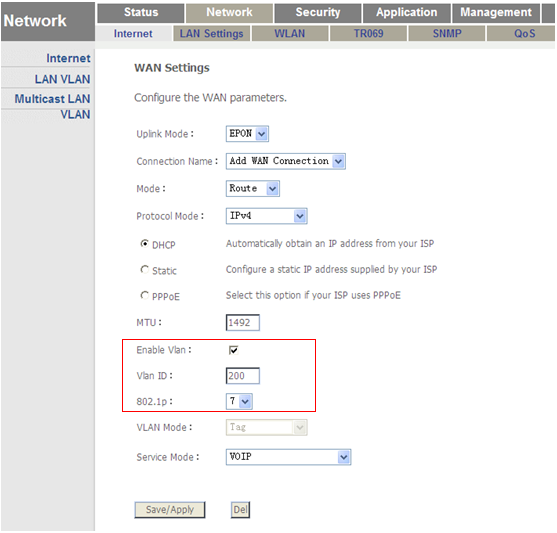 Network
Status Network Security Application Management
Internet LAN Settings WLAN TR069 SNMP QoS
Internet
LAN VLAN
Multicast LAN
VLAN
WAN Settings
Configure the WAN parameters.
Uplink Mode: EPON
Connection Name: Add WAN Connection
Mode: Route
Protocol Mode: IPv4
DHCP Automatically obtain an IP address from your ISP
Static Configure a static IP address supplied by your ISP
PPPoE Select this option if your ISP uses PPPoE
MTU: 1492
Enable Vlan:
Vlan ID: 200
802.1p: 7
VLAN Mode: Tag
Service Mode: VOIP
Save/Apply Del